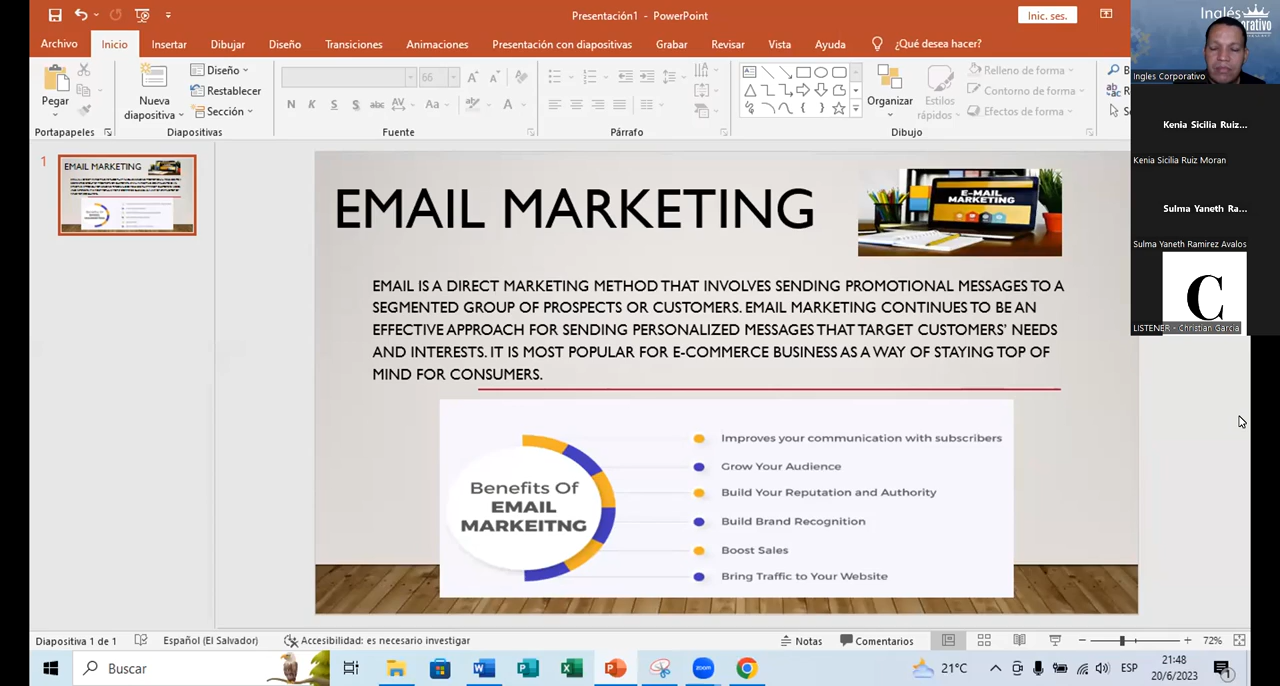 Presentación1 - PowerPoint
Inic. ses.
Archivo Inicio Insertar Dibujar Diseño Transiciones Animaciones Presentación con diapositivas Grabar Revisar Vista Ayuda ¿Qué desea hacer?
Pegar
Nueva diapositiva
Diseño
Restablecer
Sección
66
N K S S abc AV Aa
A
Organizar
Estilos rápidos
Relleno de forma
Contorno de forma
Efectos de forma
Portapapeles Diapositivas Fuente Párrafo Dibujo
Inglés
Ingles Corporativo
Kenia Sicilia Ruiz...
Kenia Sicilia Ruiz Moran
Sulma Yaneth Ra...
Sulma Yaneth Ramirez Avalos
C
LISTENER - Christian Garcia
1
EMAIL MARKETING
E-MAIL
MARKETING
EMAIL IS A DIRECT MARKETING METHOD THAT INVOLVES SENDING PROMOTIONAL MESSAGES TO A
SEGMENTED GROUP OF PROSPECTS OR CUSTOMERS. EMAIL MARKETING CONTINUES TO BE AN
EFFECTIVE APPROACH FOR SENDING PERSONALIZED MESSAGES THAT TARGET CUSTOMERS' NEEDS
AND INTERESTS. IT IS MOST POPULAR FOR E-COMMERCE BUSINESS AS A WAY OF STAYING TOP OF
MIND FOR CONSUMERS.
Benefits Of
EMAIL
MARKEITNG
Improves your communication with subscribers
Grow Your Audience
Build Your Reputation and Authority
Build Brand Recognition
Boost Sales
Bring Traffic to Your Website
Diapositiva 1 de 1 Español (El Salvador) Accesibilidad: es necesario investigar Notas Comentarios 72%
Buscar
zoom
21°C
ESP
21:48
20/6/2023
1